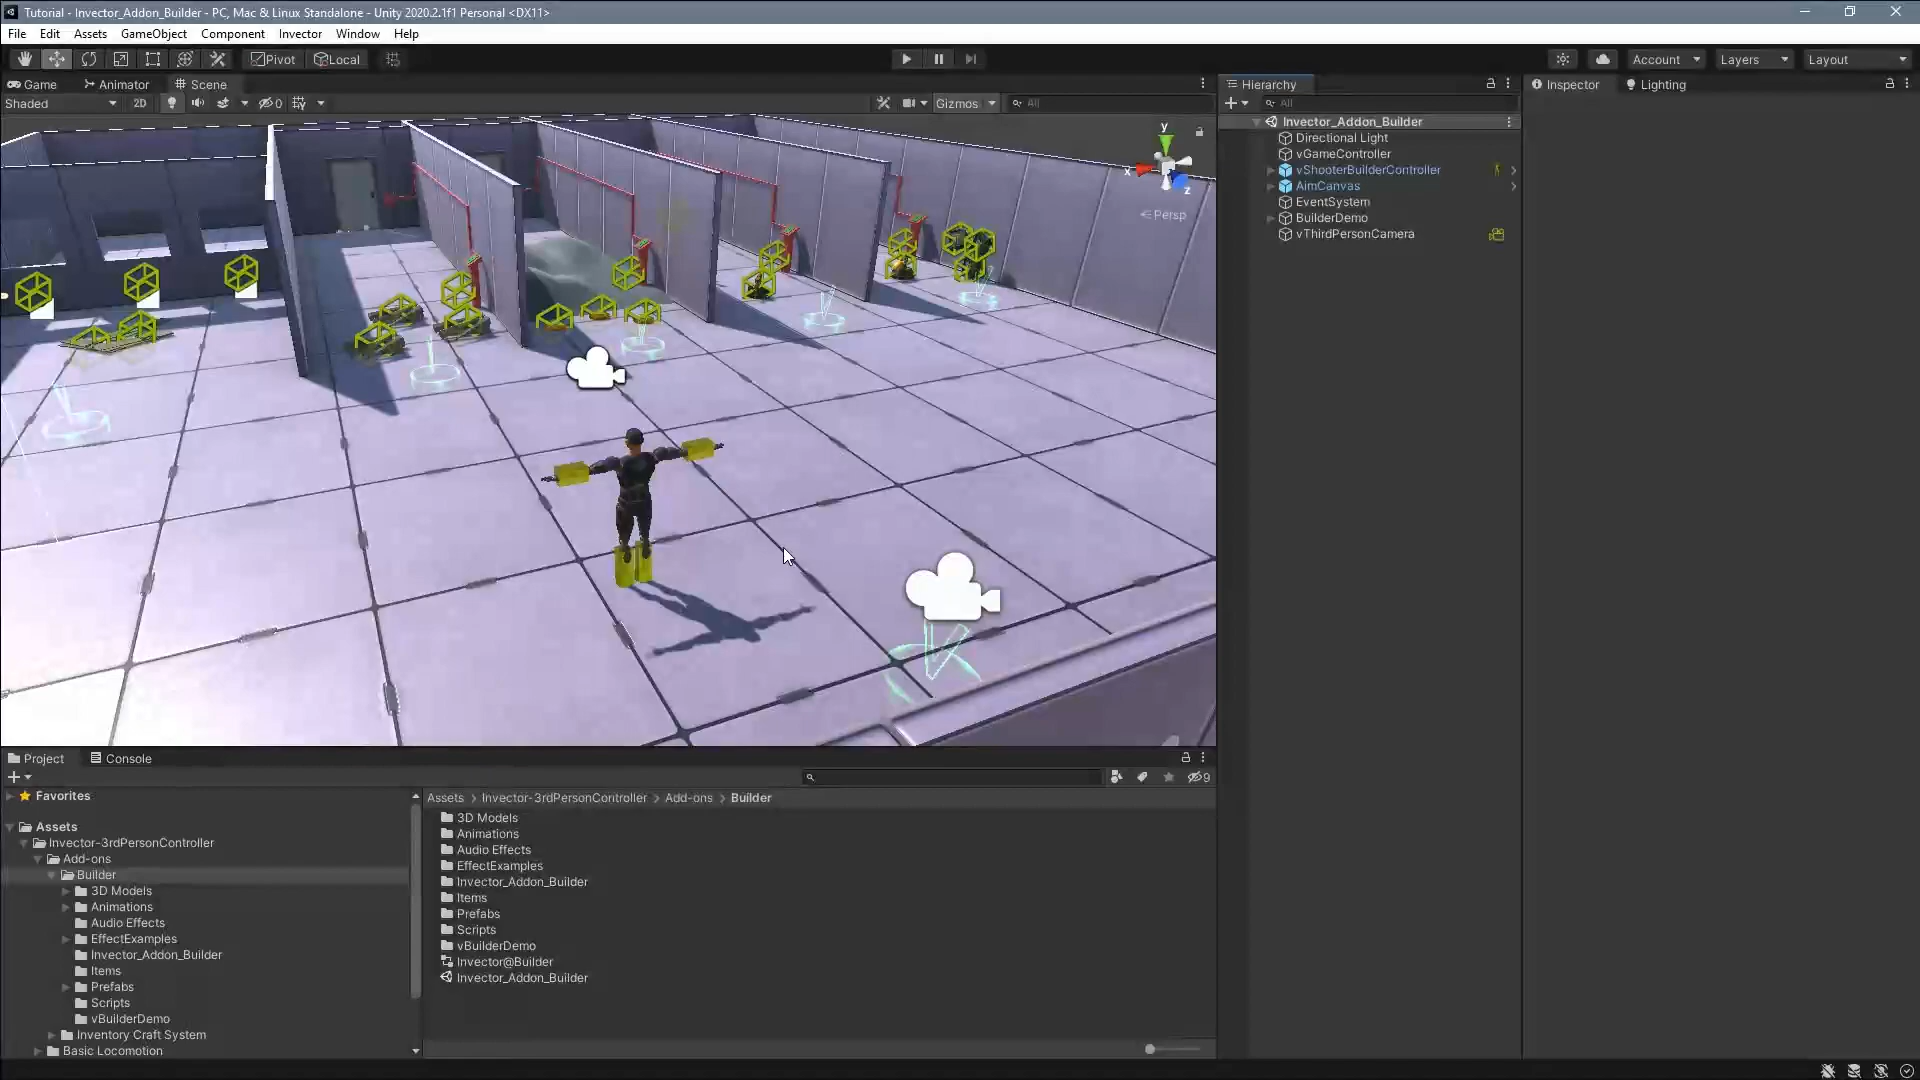 Tutorial - Invector_Addon_Builder - PC, Mac & Linux Standalone - Unity 2020.2.1f1 Personal <DX11>
File Edit Assets GameObject Component Invector Window Help
Pivot Local Account Layers Layout
Game Animator Scene
Shaded 2D 0 Gizmos All
y
x
z
Persp
Hierarchy
All
Invector_Addon_Builder
Directional Light
vGameController
vShooterBuilderController
AimCanvas
EventSystem
BuilderDemo
vThirdPersonCamera
Inspector Lighting
Project Console
9
Favorites
Assets
Invector-3rdPersonController
Add-ons
Builder
3D Models
Animations
Audio Effects
EffectExamples
Invector_Addon_Builder
Items
Prefabs
Scripts
vBuilderDemo
Inventory Craft System
Basic Locomotion
Assets > Invector-3rdPersonController > Add-ons > Builder
3D Models
Animations
Audio Effects
EffectExamples
Invector_Addon_Builder
Items
Prefabs
Scripts
vBuilderDemo
Invector@Builder
Invector_Addon_Builder